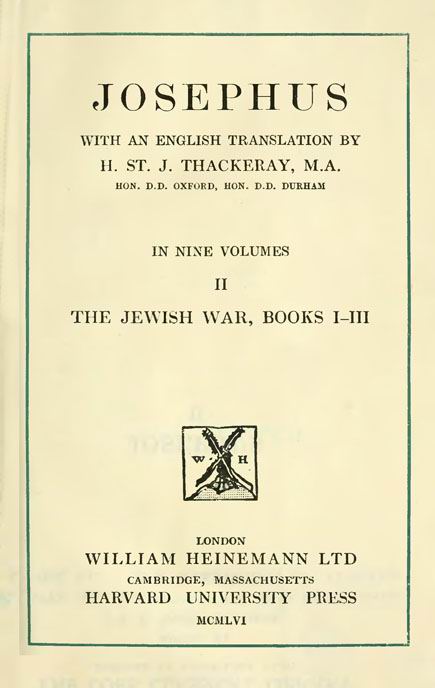 JOSEPHUS
WITH AN ENGLISH TRANSLATION BY
H. ST. J. THACKERAY, M.A.
HON. D.D. OXFORD, HON. D.D. DURHAM
IN NINE VOLUMES
II
THE JEWISH WAR, BOOKS I–III
W H
LONDON
WILLIAM HEINEMANN LTD
CAMBRIDGE, MASSACHUSETTS
HARVARD UNIVERSITY PRESS
MCMLVI